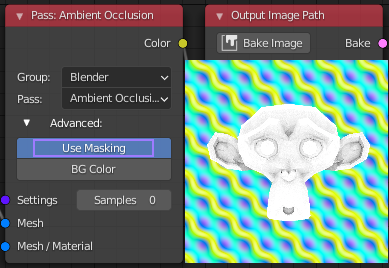 Pass: Ambient Occlusion
Color
Group: Blender
Pass: Ambient Occlusi...
Advanced:
Use Masking
BG Color
Settings Samples 0
Mesh
Mesh / Material
Output Image Path
Bake Image Bake